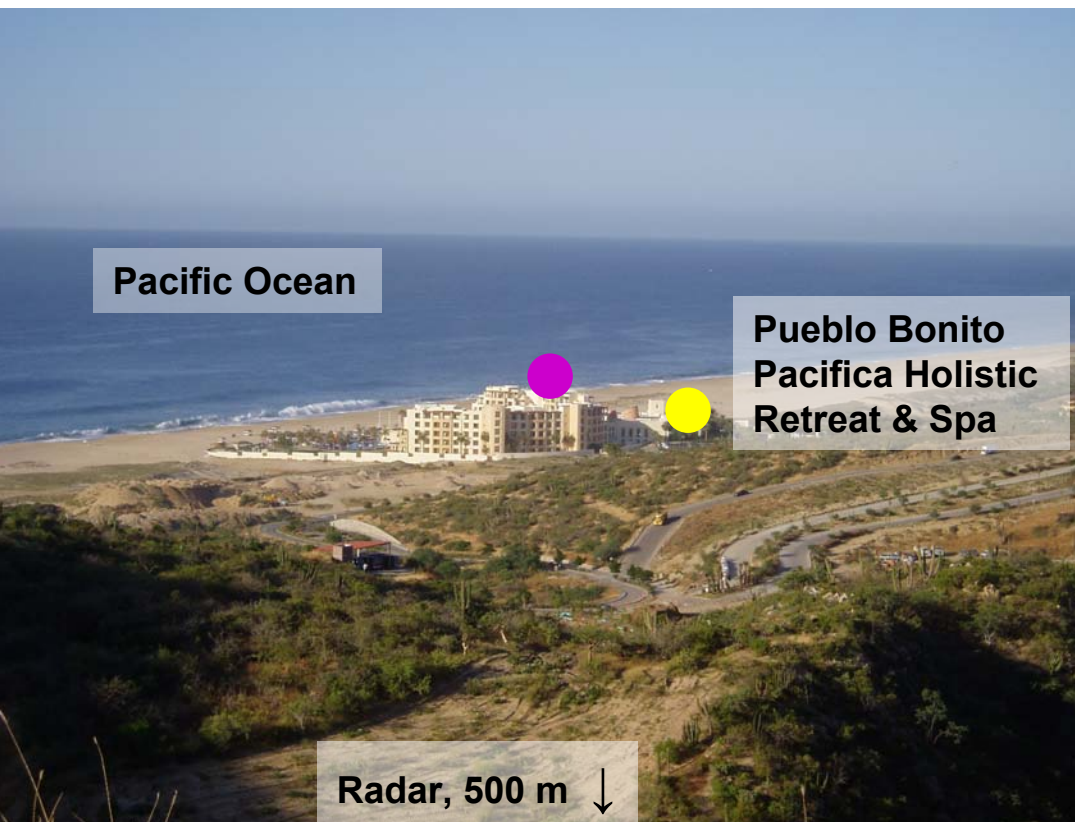 Pacific Ocean
Pueblo Bonito
Pacifica Holistic
Retreat & Spa
Radar, 500 m ↓